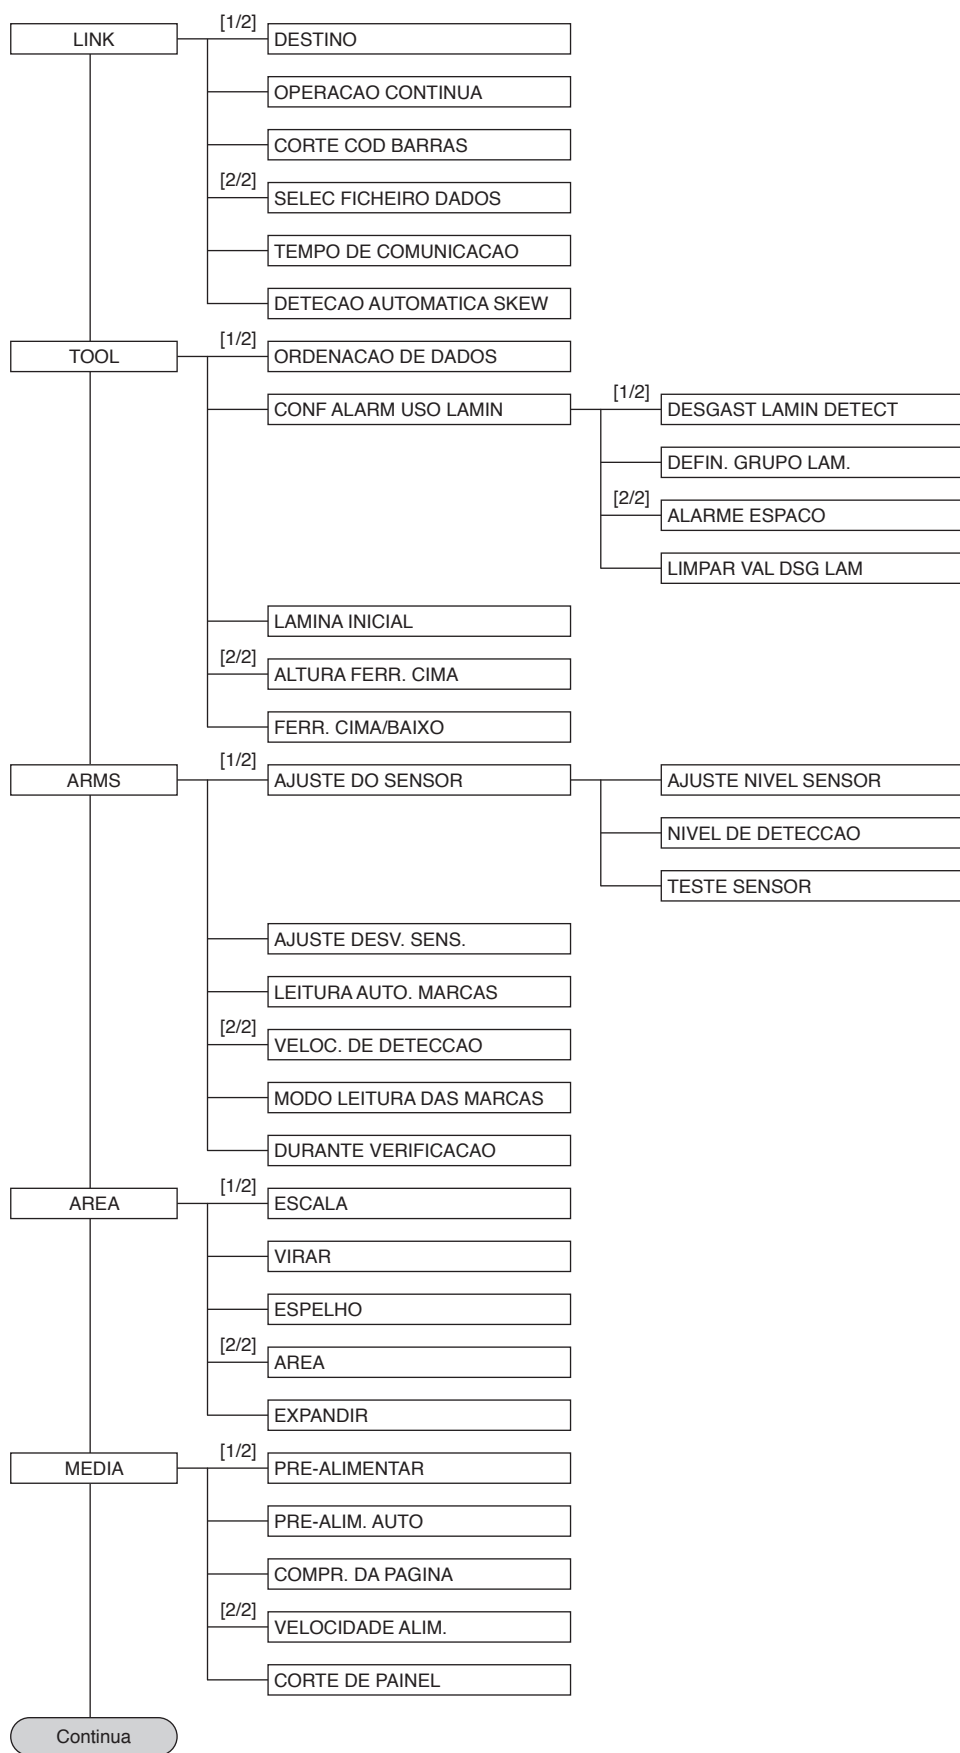 [1/2]
LINK
DESTINO
OPERACAO CONTINUA
CORTE COD BARRAS
[2/2]
SELEC FICHEIRO DADOS
TEMPO DE COMUNICACAO
DETECAO AUTOMATICA SKEW
[1/2]
TOOL
ORDENACAO DE DADOS
CONF ALARM USO LAMIN
[1/2]
DESGAST LAMIN DETECT
DEFIN. GRUPO LAM.
[2/2]
ALARME ESPACO
LIMPAR VAL DSG LAM
LAMINA INICIAL
[2/2]
ALTURA FERR. CIMA
FERR. CIMA/BAIXO
[1/2]
ARMS
AJUSTE DO SENSOR
AJUSTE NIVEL SENSOR
NIVEL DE DETECCAO
TESTE SENSOR
AJUSTE DESV. SENS.
LEITURA AUTO. MARCAS
[2/2]
VELOC. DE DETECCAO
MODO LEITURA DAS MARCAS
DURANTE VERIFICACAO
[1/2]
AREA
ESCALA
VIRAR
ESPELHO
[2/2]
AREA
EXPANDIR
[1/2]
MEDIA
PRE-ALIMENTAR
PRE-ALIM. AUTO
COMPR. DA PAGINA
[2/2]
VELOCIDADE ALIM.
CORTE DE PAINEL
Continua